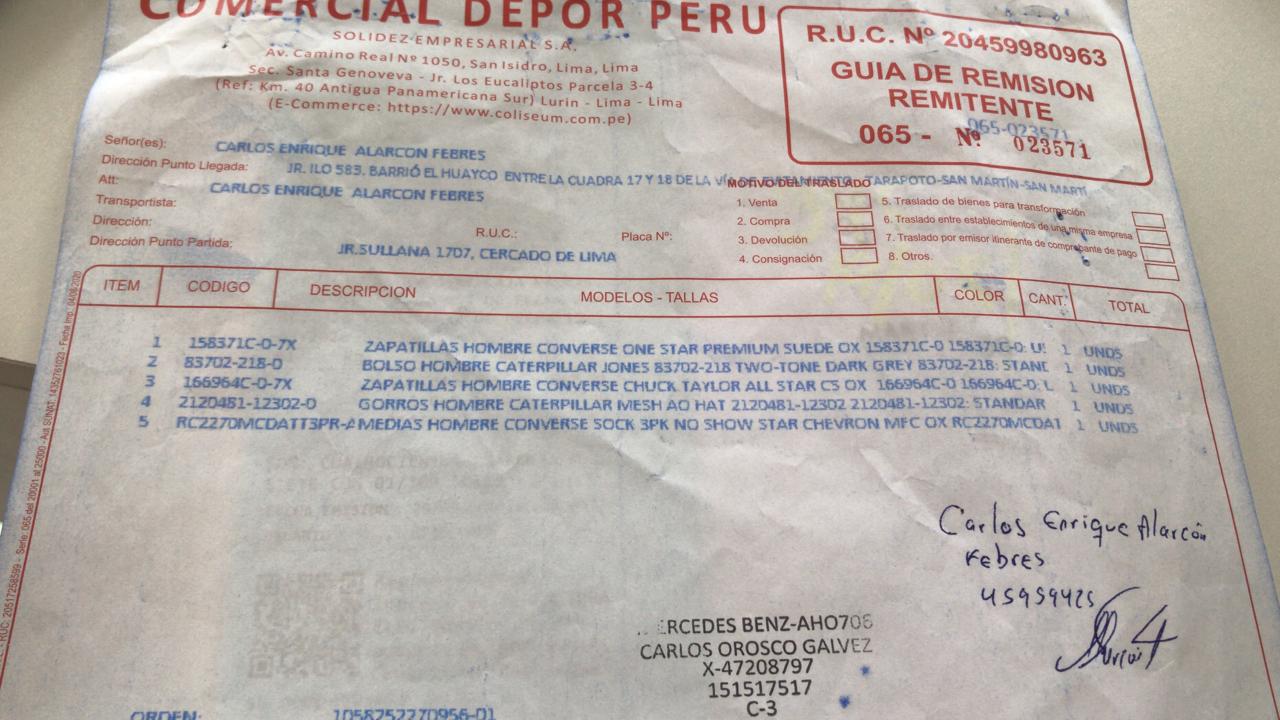 COMERCIAL DEPOR PERU
SOLIDEZ EMPRESARIAL S.A.
Av. Camino Real Nº 1050, San Isidro, Lima, Lima
Sec. Santa Genoveva - Jr. Los Eucaliptos Parcela 3-4
(Ref: Km. 40 Antigua Panamericana Sur) Lurin - Lima - Lima
(E-Commerce: https://www.coliseum.com.pe)
R.U.C. Nº 20459980963
GUIA DE REMISION
REMITENTE
065-023571
065 - Nº 023571
Señor(es): CARLOS ENRIQUE ALARCON FEBRES
Dirección Punto Llegada: JR. ILO 583. BARRIÓ EL HUAYCO ENTRE LA CUADRA 17 Y 18 DE LA VÍA DE TARAPOTO-SAN MARTÍN-SAN MARTÍ
Att: CARLOS ENRIQUE ALARCON FEBRES
Transportista:
R.U.C.: Placa Nº:
Dirección:
Dirección Punto Partida: JR.SULLANA 1707, CERCADO DE LIMA
MOTIVO DEL TRASLADO
1. Venta
2. Compra
3. Devolución
4. Consignación
5. Traslado de bienes para transformación
6. Traslado entre establecimientos de una misma empresa
7. Traslado por emisor itinerante de comprobante de pago
8. Otros.
ITEM CODIGO DESCRIPCION MODELOS - TALLAS COLOR CANT. TOTAL
1 158371C-0-7X ZAPATILLAS HOMBRE CONVERSE ONE STAR PREMIUM SUEDE OX 158371C-0 158371C-0: U! 1 UNDS
2 83702-218-0 BOLSO HOMBRE CATERPILLAR JONES 83702-218 TWO-TONE DARK GREY 83702-218: STAND 1 UNDS
3 166964C-0-7X ZAPATILLAS HOMBRE CONVERSE CHUCK TAYLOR ALL STAR CS OX 166964C-0 166964C-0: L 1 UNDS
4 2120481-12302-0 GORROS HOMBRE CATERPILLAR MESH AO HAT 2120481-12302 2120481-12302: STANDAR 1 UNDS
5 RC2270MCDATT3PR-A MEDIAS HOMBRE CONVERSE SOCK 3PK NO SHOW STAR CHEVRON MFC OX RC2270MCDAT 1 UNDS
Carlos Enrique Alarcón
Febres
45959425
ERCEDES BENZ-AHO706
CARLOS OROSCO GALVEZ
X-47208797
151517517
C-3
ORDEN: 1058252270956-01